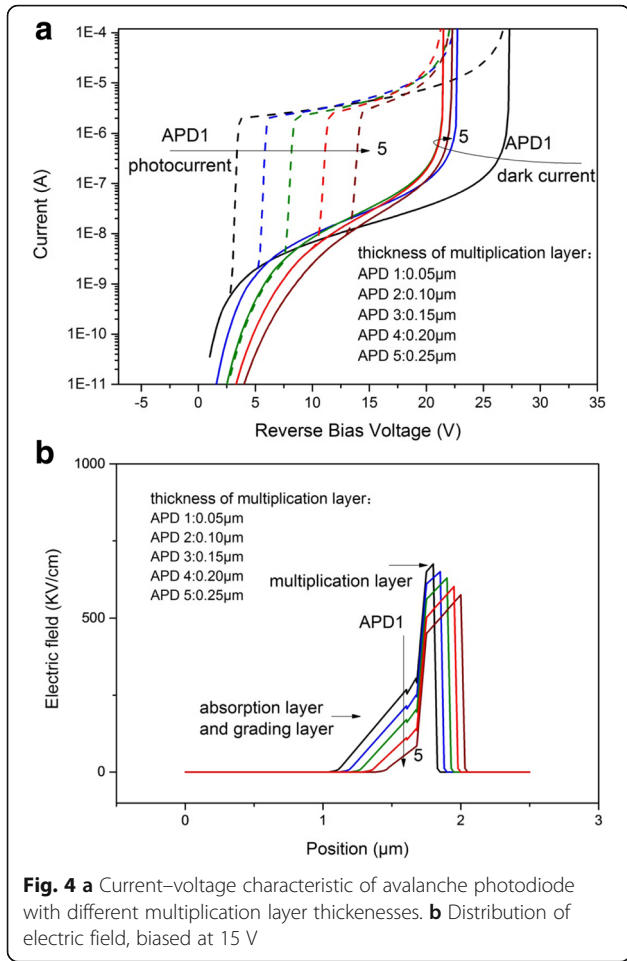 a
1E-4
1E-5
1E-6
1E-7
1E-8
1E-9
1E-10
1E-11
Current (A)
APD1
photocurrent
5
5
APD1
dark current
thickness of multiplication layer:
APD 1:0.05µm
APD 2:0.10µm
APD 3:0.15µm
APD 4:0.20µm
APD 5:0.25µm
-5 0 5 10 15 20 25 30 35
Reverse Bias Voltage (V)
b
1000
500
0
Electric fleld (KV/cm)
thickness of multiplication layer:
APD 1:0.05µm
APD 2:0.10µm
APD 3:0.15µm
APD 4:0.20µm
APD 5:0.25µm
multiplication layer
APD1
absorption layer
and grading layer
5
0 1 2 3
Position (µm)
Fig. 4 a Current–voltage characteristic of avalanche photodiode
with different multiplication layer thickenesses. b Distribution of
electric field, biased at 15 V